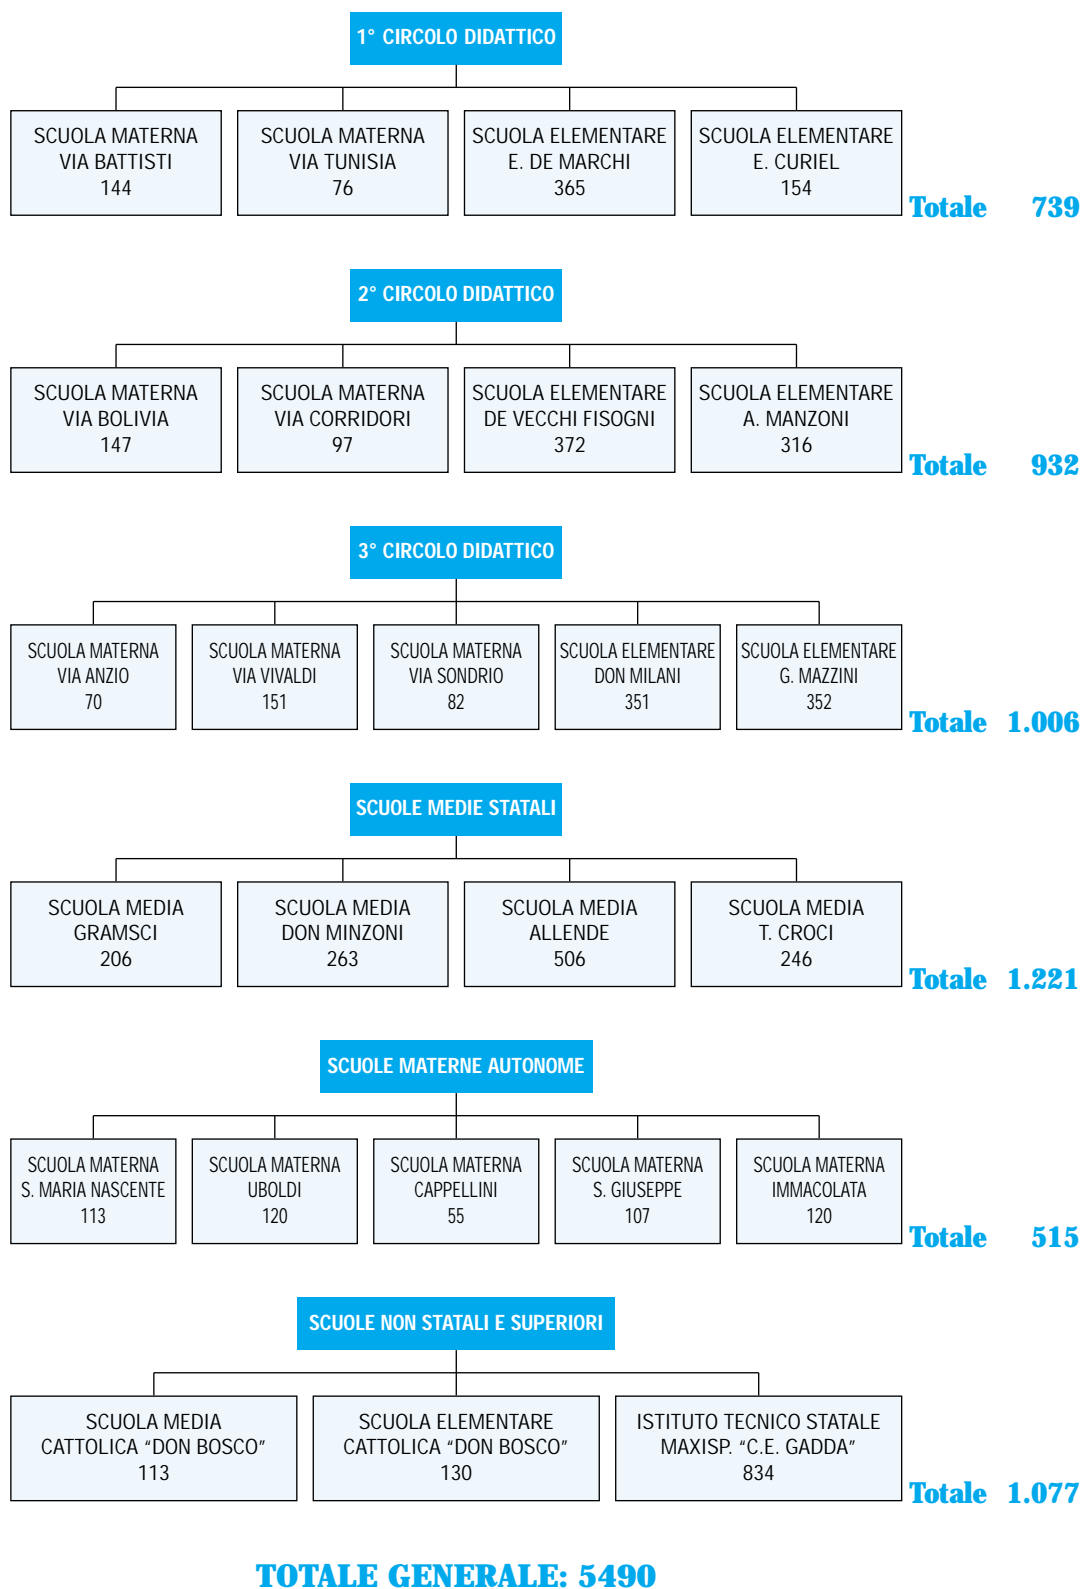 1° CIRCOLO DIDATTICO
SCUOLA MATERNA
VIA BATTISTI
144
SCUOLA MATERNA
VIA TUNISIA
76
SCUOLA ELEMENTARE
E. DE MARCHI
365
SCUOLA ELEMENTARE
E. CURIEL
154
Totale 739
2° CIRCOLO DIDATTICO
SCUOLA MATERNA
VIA BOLIVIA
147
SCUOLA MATERNA
VIA CORRIDORI
97
SCUOLA ELEMENTARE
DE VECCHI FISOGNI
372
SCUOLA ELEMENTARE
A. MANZONI
316
Totale 932
3° CIRCOLO DIDATTICO
SCUOLA MATERNA
VIA ANZIO
70
SCUOLA MATERNA
VIA VIVALDI
151
SCUOLA MATERNA
VIA SONDRIO
82
SCUOLA ELEMENTARE
DON MILANI
351
SCUOLA ELEMENTARE
G. MAZZINI
352
Totale 1.006
SCUOLE MEDIE STATALI
SCUOLA MEDIA
GRAMSCI
206
SCUOLA MEDIA
DON MINZONI
263
SCUOLA MEDIA
ALLENDE
506
SCUOLA MEDIA
T. CROCI
246
Totale 1.221
SCUOLE MATERNE AUTONOME
SCUOLA MATERNA
S. MARIA NASCENTE
113
SCUOLA MATERNA
UBOLDI
120
SCUOLA MATERNA
CAPPELLINI
55
SCUOLA MATERNA
S. GIUSEPPE
107
SCUOLA MATERNA
IMMACOLATA
120
Totale 515
SCUOLE NON STATALI E SUPERIORI
SCUOLA MEDIA
CATTOLICA “DON BOSCO”
113
SCUOLA ELEMENTARE
CATTOLICA “DON BOSCO”
130
ISTITUTO TECNICO STATALE
MAXISP. “C.E. GADDA”
834
Totale 1.077
TOTALE GENERALE: 5490